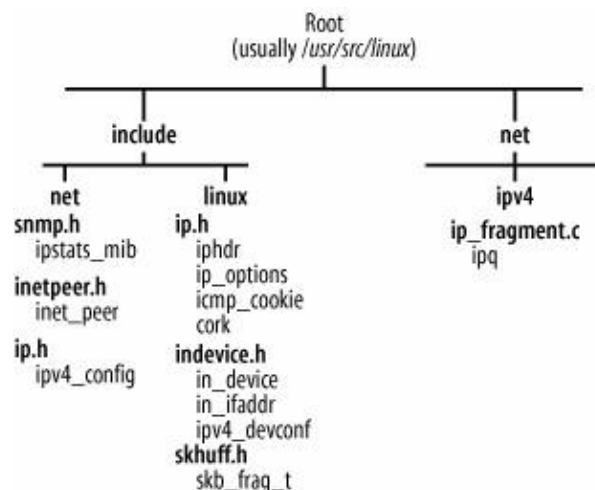 Root
(usually /usr/src/linux)
include
net
net
linux
ipv4
snmp.h
ipstats_mib
inetpeer.h
inet_peer
ip.h
ipv4_config
ip.h
iphdr
ip_options
icmp_cookie
cork
indevice.h
in_device
in_ifaddr
ipv4_devconf
skhuff.h
skb_frag_t
ip_fragment.c
ipq